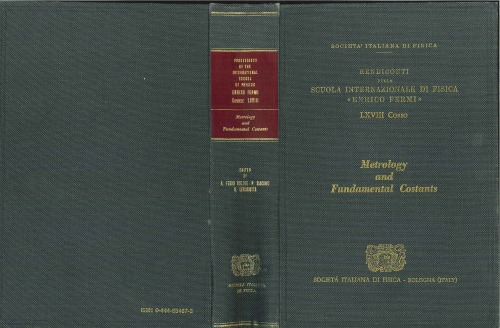 SOCIETA' ITALIANA DI FISICA
RENDICONTI
DELLA
SCUOLA INTERNAZIONALE DI FISICA
«ENRICO FERMI»
LXVIII Corso
Metrology
and
Fundamental Costants
SOCIETÀ ITALIANA DI FISICA - BOLOGNA (ITALY)
PROCEEDINGS
OF THE
INTERNATIONAL
SCHOOL
OF PHYSICS
ENRICO FERMI
Course LXVIII
Metrology
and
Fundamental Costants
EDITED
BY
SOCIETÀ ITALIANA
DI FISICA